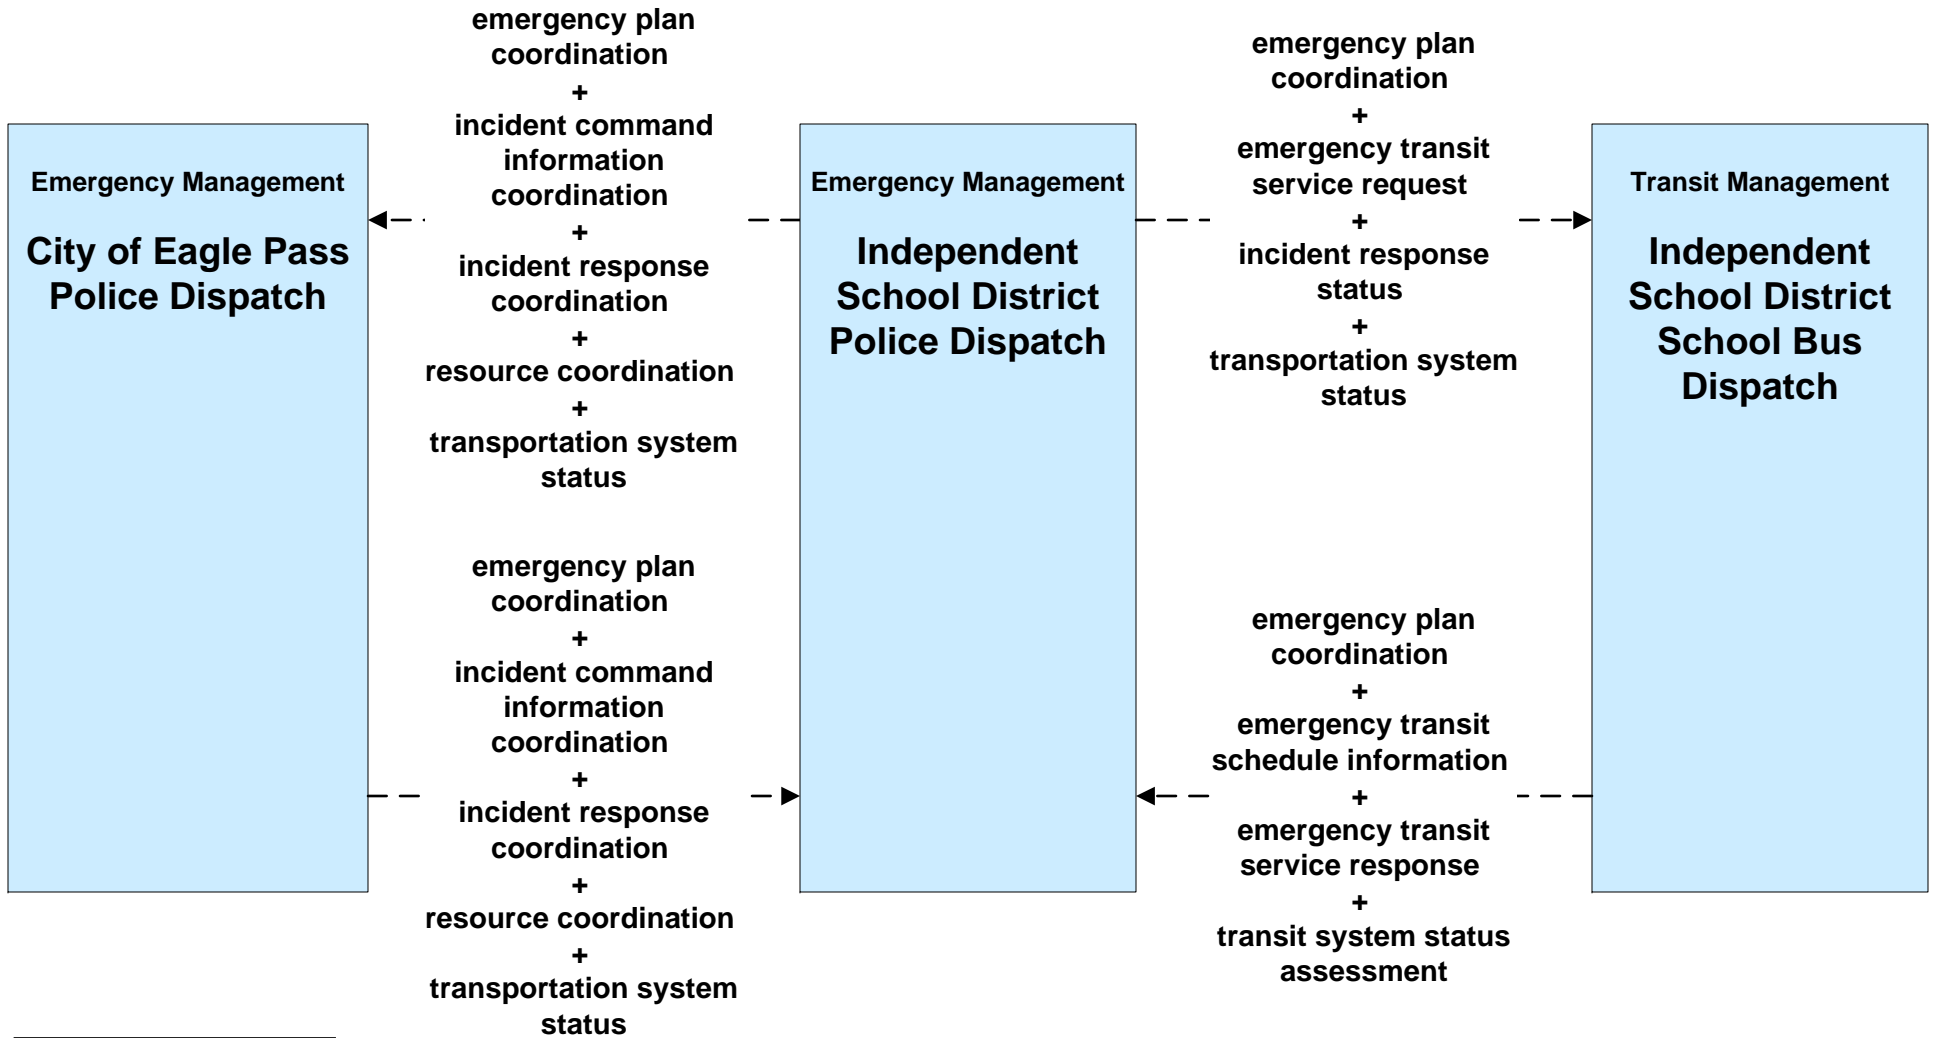 emergency plan
coordination
+
incident command
information
coordination
+
incident response
coordination
+
resource coordination
+
transportation system
status
emergency plan
coordination
+
emergency transit
service request
+
incident response
status
+
transportation system
status
Emergency Management
City of Eagle Pass
Police Dispatch
Emergency Management
Independent
School District
Police Dispatch
Transit Management
Independent
School District
School Bus
Dispatch
emergency plan
coordination
+
incident command
information
coordination
+
incident response
coordination
+
resource coordination
+
transportation system
status
emergency plan
coordination
+
emergency transit
schedule information
+
emergency transit
service response
+
transit system status
assessment